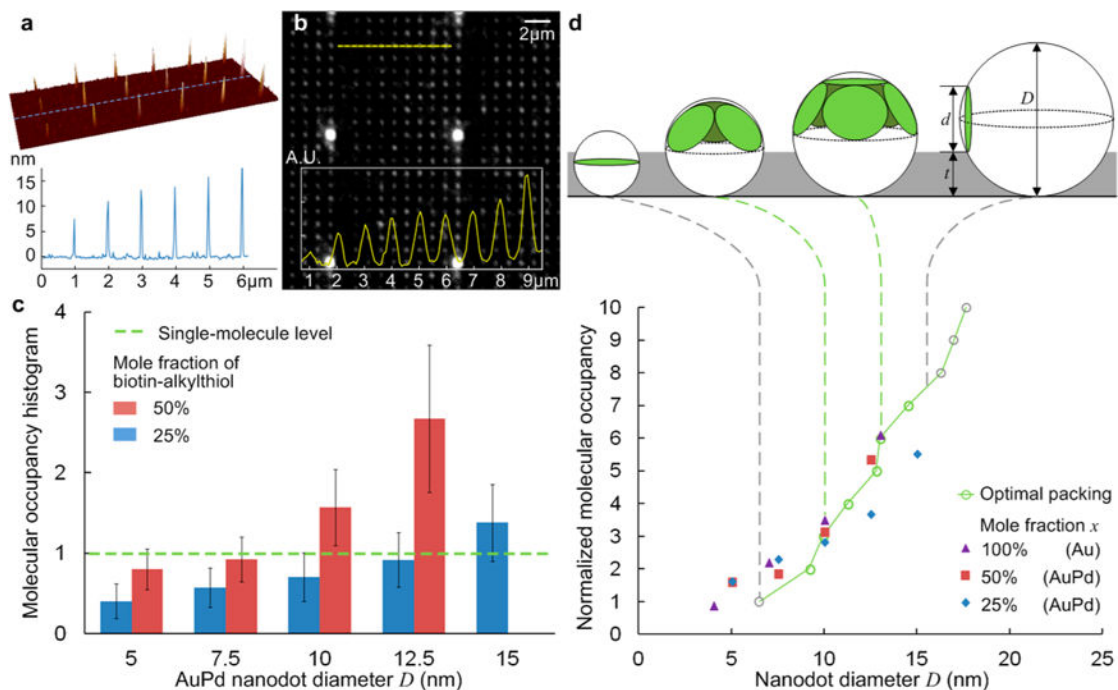 a
nm
15
10
5
0
0 1 2 3 4 5 6μm
b
2μm
A.U.
1 2 3 4 5 6 7 8 9μm
c
Molecular occupancy histogram
4
3
2
1
0
Single-molecule level
Mole fraction of
biotin-alkylthiol
50%
25%
5 7.5 10 12.5 15
AuPd nanodot diameter D (nm)
d
d
t
D
Normalized molecular occupancy
10
9
8
7
6
5
4
3
2
1
0
Optimal packing
Mole fraction x
100% (Au)
50% (AuPd)
25% (AuPd)
0 5 10 15 20 25
Nanodot diameter D (nm)